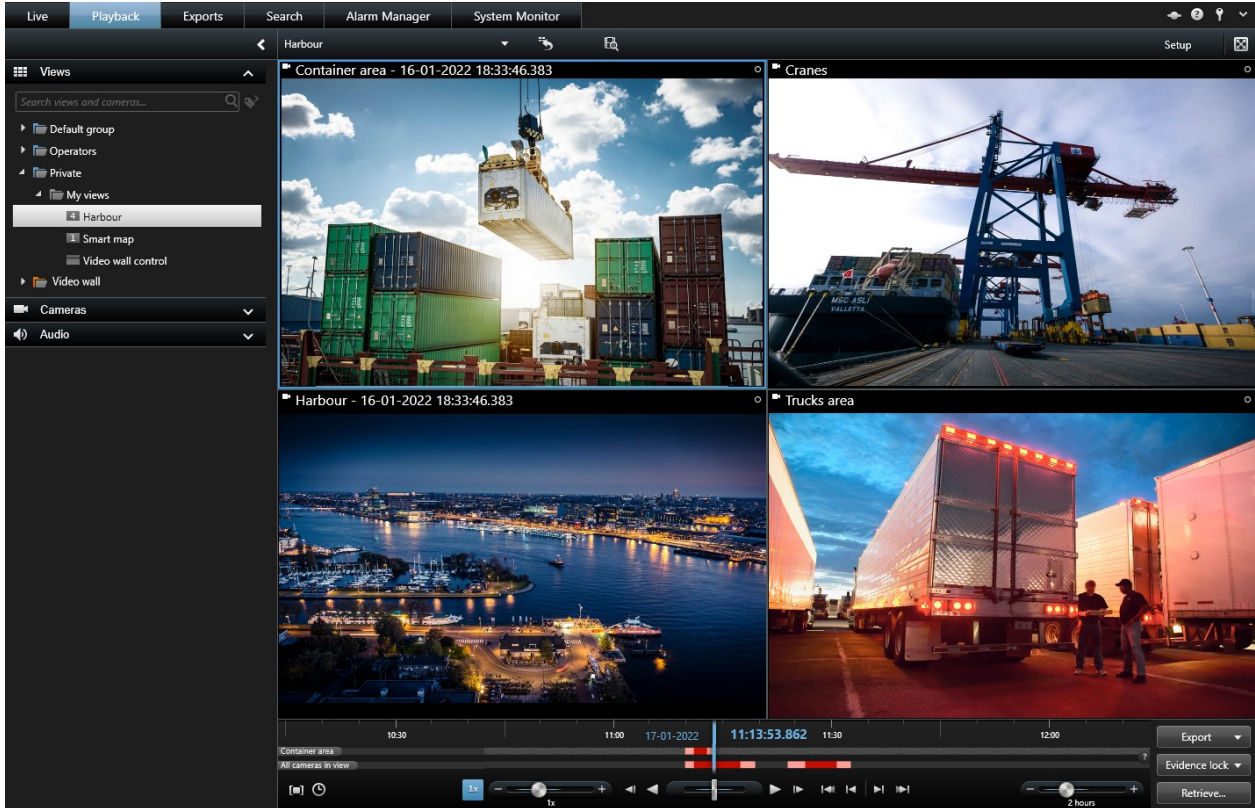 Live Playback Exports Search Alarm Manager System Monitor
Harbour
Setup
Views
Search views and cameras...
Default group
Operators
Private
My views
4 Harbour
1 Smart map
Video wall control
Video wall
Cameras
Audio
Container area - 16-01-2022 18:33:46.383
Cranes
MSC ASLI
VALLETTA
Harbour - 16-01-2022 18:33:46.383
Trucks area
10:30 11:00 17-01-2022 11:13:53.862 11:30 12:00
Container area
All cameras in view
?
1x
1x
2 hours
Export
Evidence lock
Retrieve...